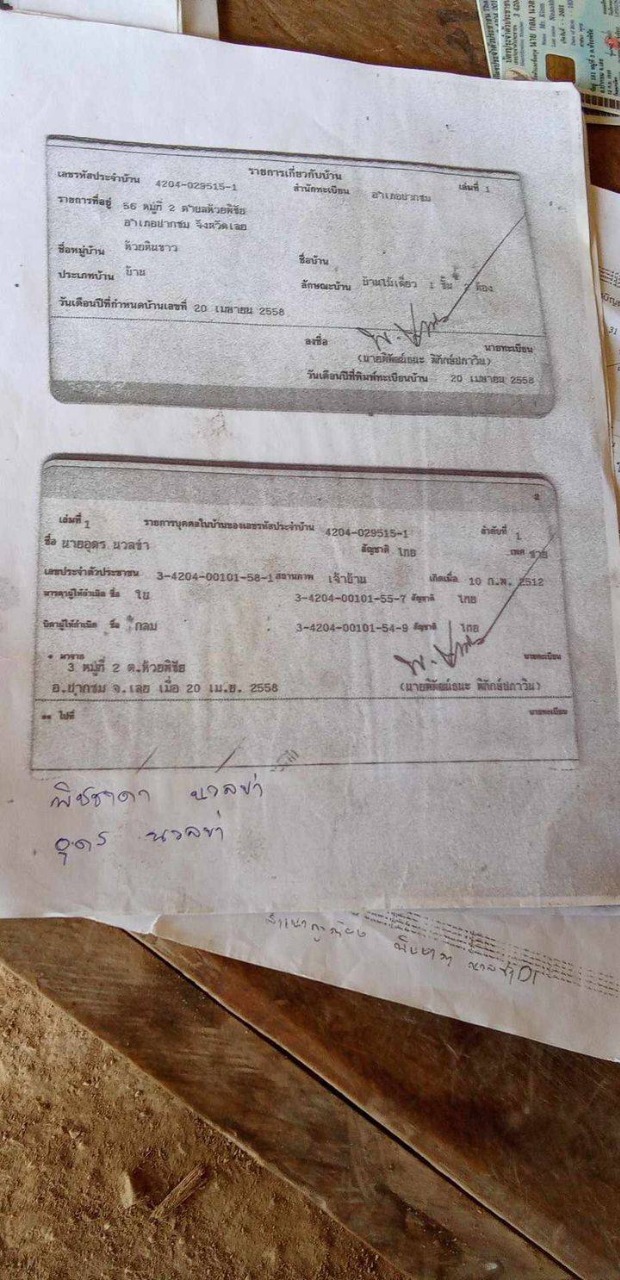 รายการเกี่ยวกับบ้าน เล่มที่ 1
เลขรหัสประจำบ้าน 4204-029515-1 สำนักทะเบียน อำเภอปากชม
รายการที่อยู่ 56 หมู่ที่ 2 ตำบลห้วยพิชัย
อำเภอปากชม จังหวัดเลย
ชื่อหมู่บ้าน ห้วยหินขาว ชื่อบ้าน
ประเภทบ้าน บ้าน ลักษณะบ้าน บ้านไม้เดี่ยว 1 ชั้น 2 ห้อง
วันเดือนปีที่กำหนดบ้านเลขที่ 20 เมษายน 2558
ลงชื่อ นายทะเบียน
วันเดือนปีที่พิมพ์ทะเบียนบ้าน 20 เมษายน 2558
2
เล่มที่ 1 รายการบุคคลในบ้านของเลขรหัสประจำบ้าน 4204-029515-1 ลำดับที่ 1
ชื่อ นายอุดร นวลขำ สัญชาติ ไทย เพศ ชาย
เลขประจำตัวประชาชน 3-4204-00101-58-1 สถานภาพ เจ้าบ้าน เกิดเมื่อ 10 ก.พ. 2512
มารดาผู้ให้กำเนิด ชื่อ ใบ 3-4204-00101-55-7 สัญชาติ ไทย
บิดาผู้ให้กำเนิด ชื่อ กลม 3-4204-00101-54-9 สัญชาติ ไทย
* มาจาก
3 หมู่ที่ 2 ต.ห้วยพิชัย นายทะเบียน
อ.ปากชม จ.เลย เมื่อ 20 เม.ย. 2558
** ไปที่ นายทะเบียน
พิชชาดา นวลขำ
อุดร นวลขำ